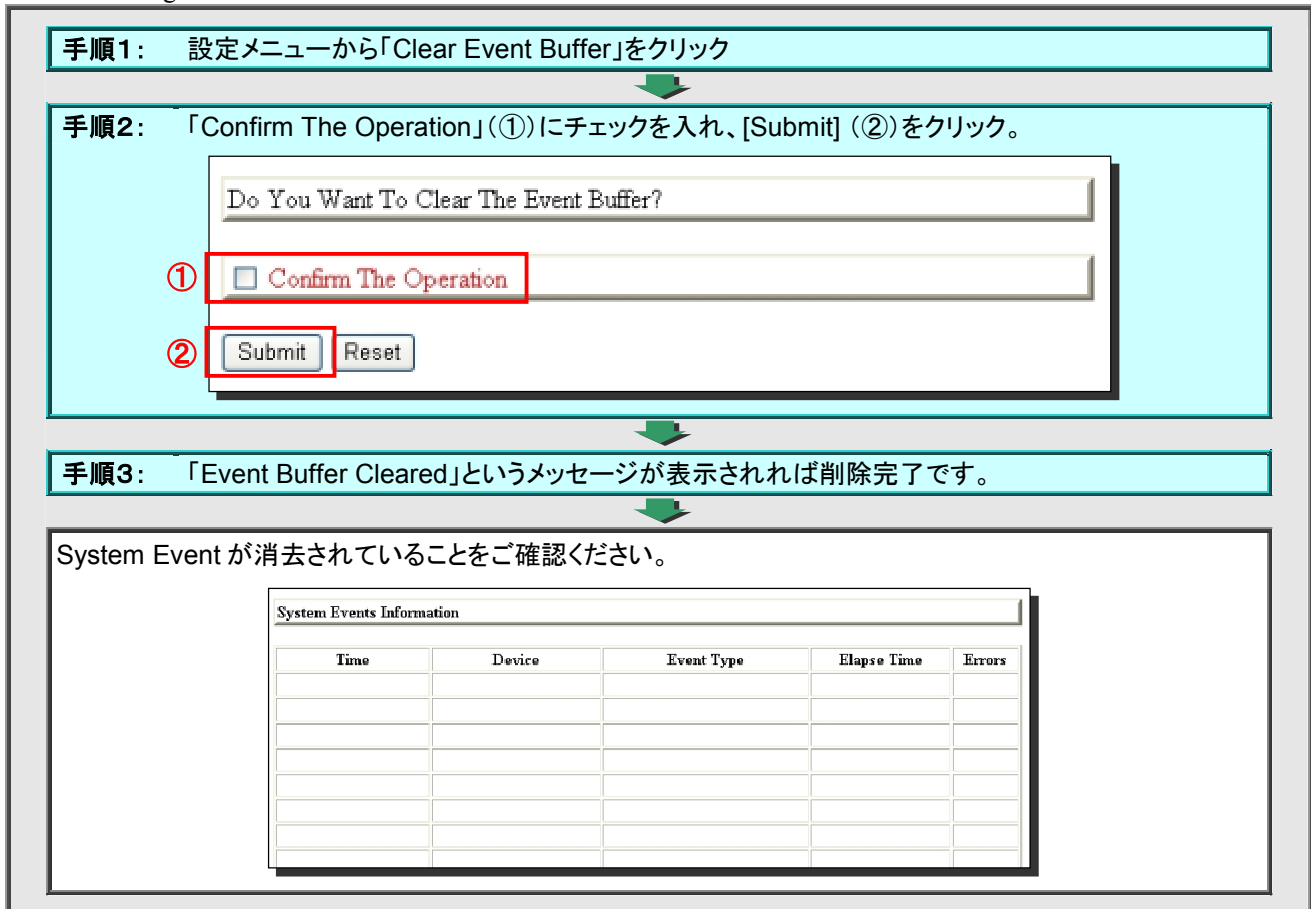 手順1： 設定メニューから「Clear Event Buffer」をクリック
手順2： 「Confirm The Operation」（①）にチェックを入れ、[Submit] （②）をクリック。
Do You Want To Clear The Event Buffer?
① Confirm The Operation
② Submit Reset
手順3： 「Event Buffer Cleared」というメッセージが表示されれば削除完了です。
System Event が消去されていることをご確認ください。
System Events Information
Time Device Event Type Elapse Time Errors